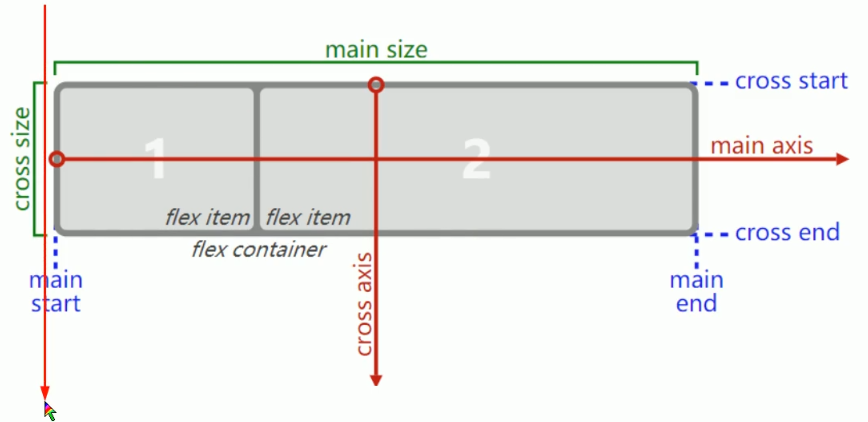 main size
cross start
cross size
main axis
1
2
flex item
flex item
cross end
flex container
cross axis
main
start
main
end